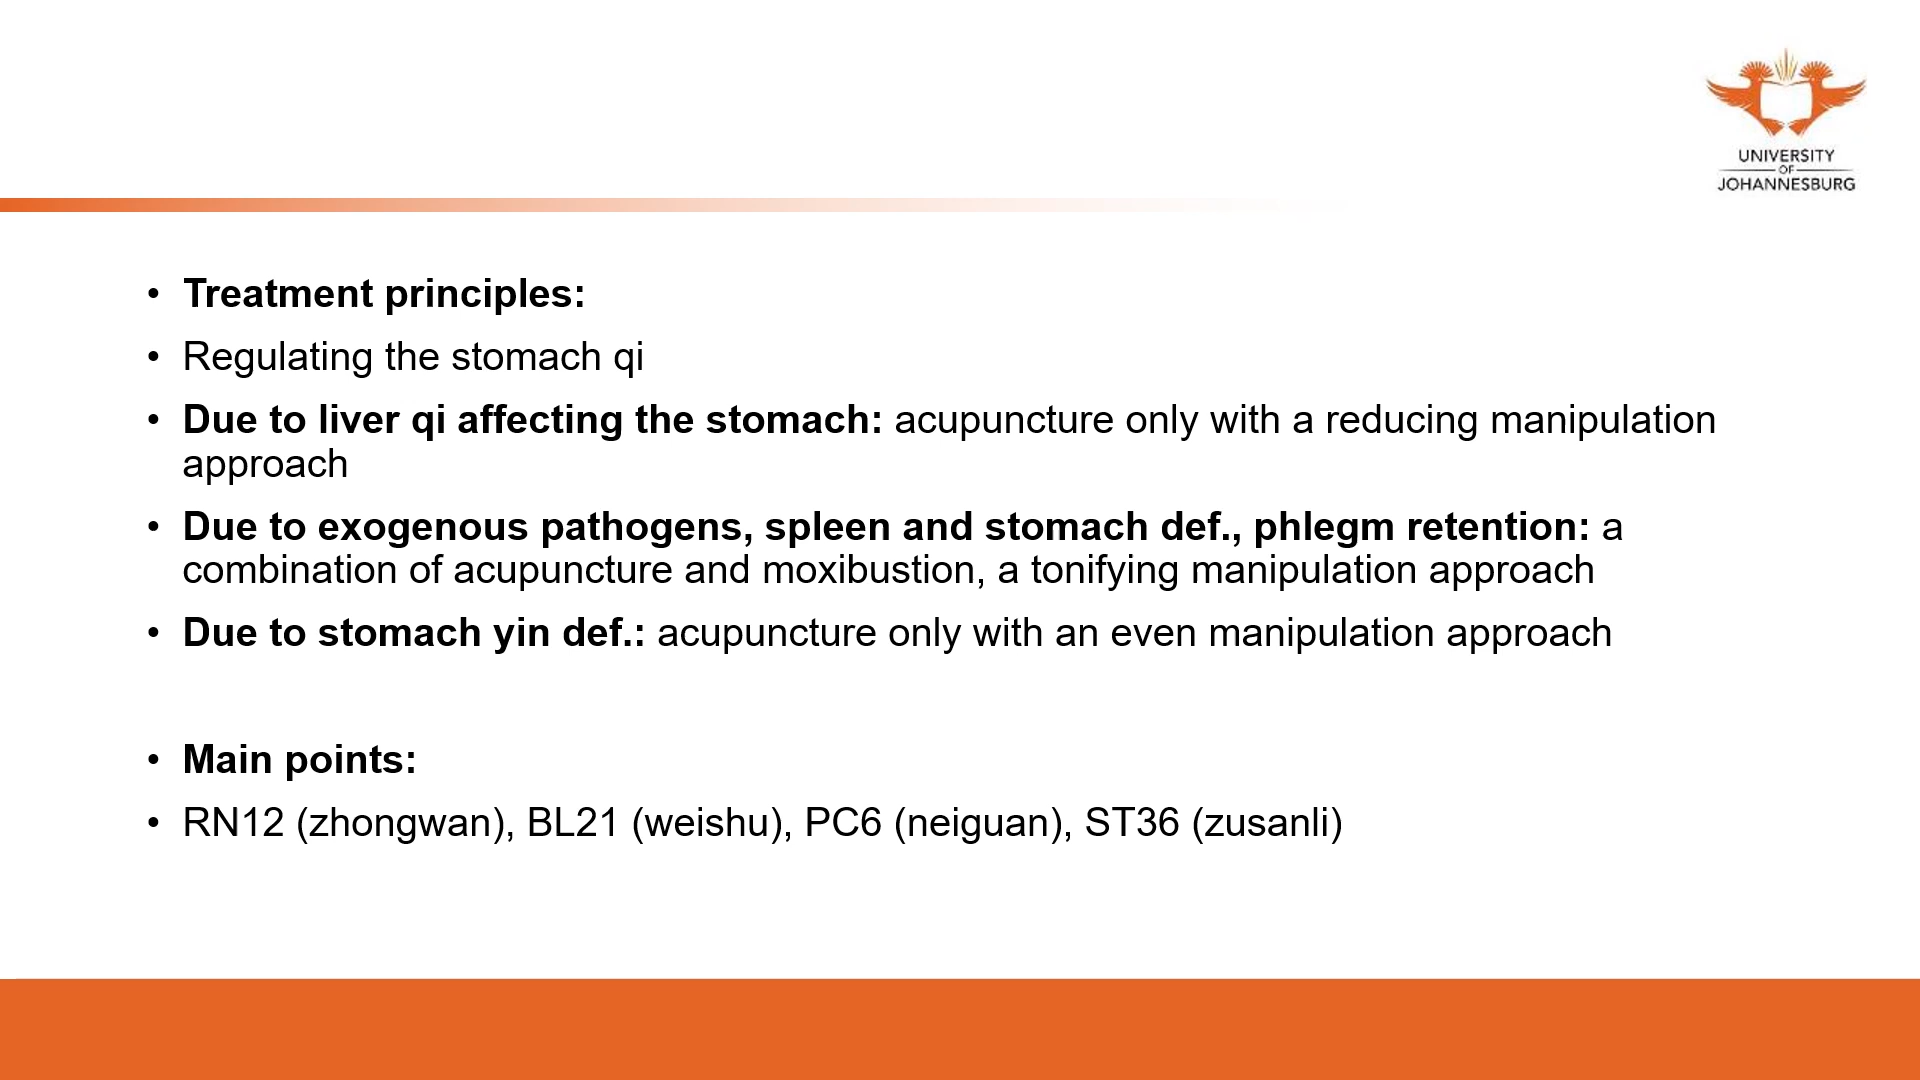 UNIVERSITY
OF
JOHANNESBURG
• Treatment principles:
• Regulating the stomach qi
• Due to liver qi affecting the stomach: acupuncture only with a reducing manipulation
approach
• Due to exogenous pathogens, spleen and stomach def., phlegm retention: a
combination of acupuncture and moxibustion, a tonifying manipulation approach
• Due to stomach yin def.: acupuncture only with an even manipulation approach
• Main points:
• RN12 (zhongwan), BL21 (weishu), PC6 (neiguan), ST36 (zusanli)